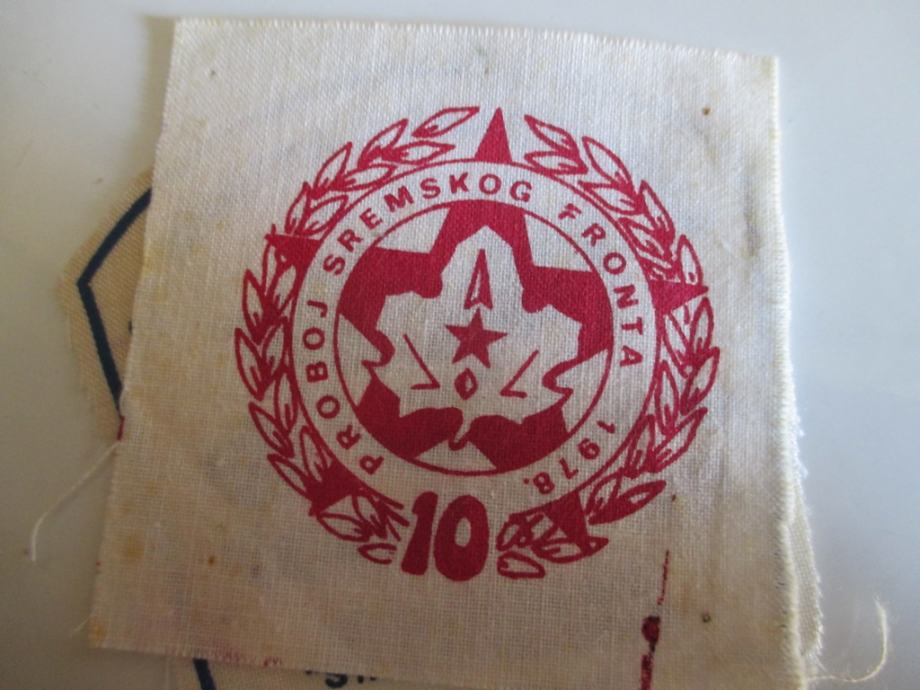 PROBOJ SREMSKOG FRONTA 1978.
10